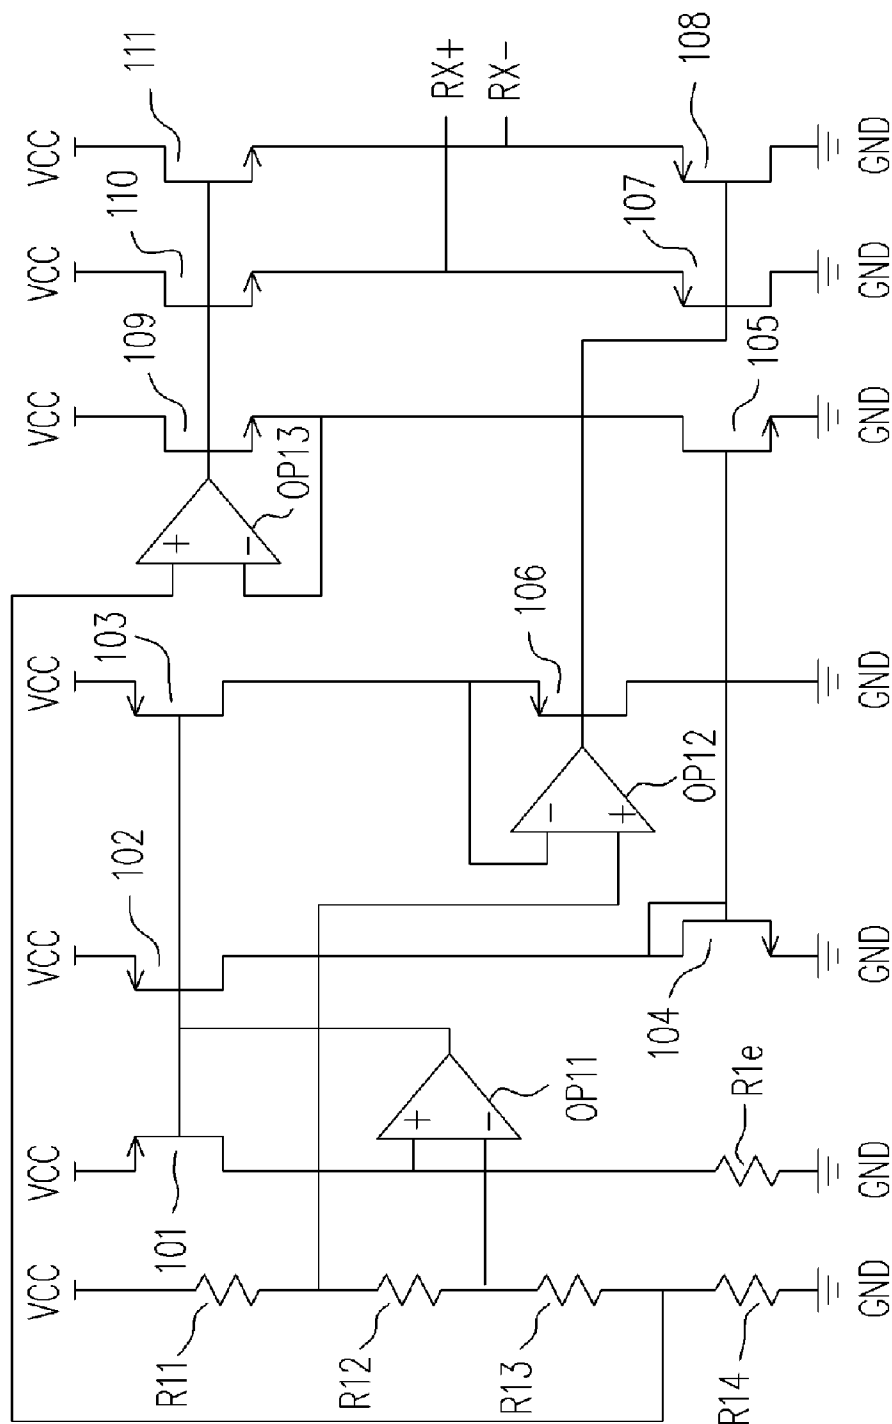 VCC
VCC
VCC
VCC
VCC
VCC
VCC
R11
R12
R13
R14
101
+
-
OP11
R1e
102
104
103
-
+
OP12
106
+
-
OP13
109
105
110
107
111
108
RX+
RX-
GND
GND
GND
GND
GND
GND
GND